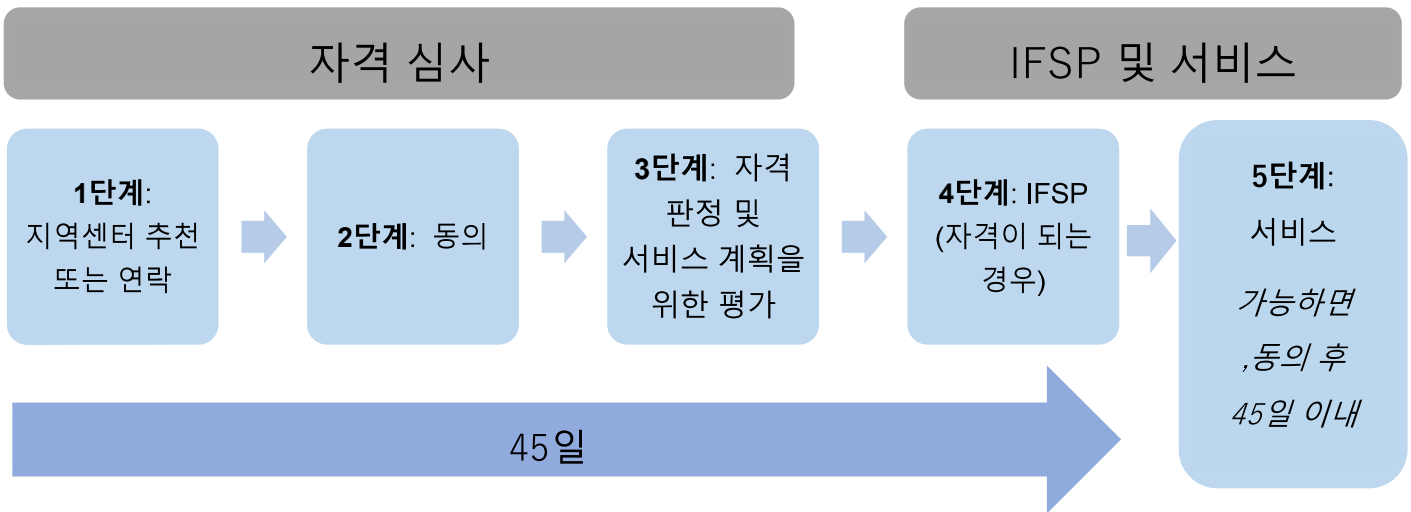 자격 심사
IFSP 및 서비스
1단계:
지역센터 추천
또는 연락
2단계: 동의
3단계: 자격
판정 및
서비스 계획을
위한 평가
4단계: IFSP
(자격이 되는
경우)
5단계:
서비스
가능하면
,동의 후
45일 이내
45일